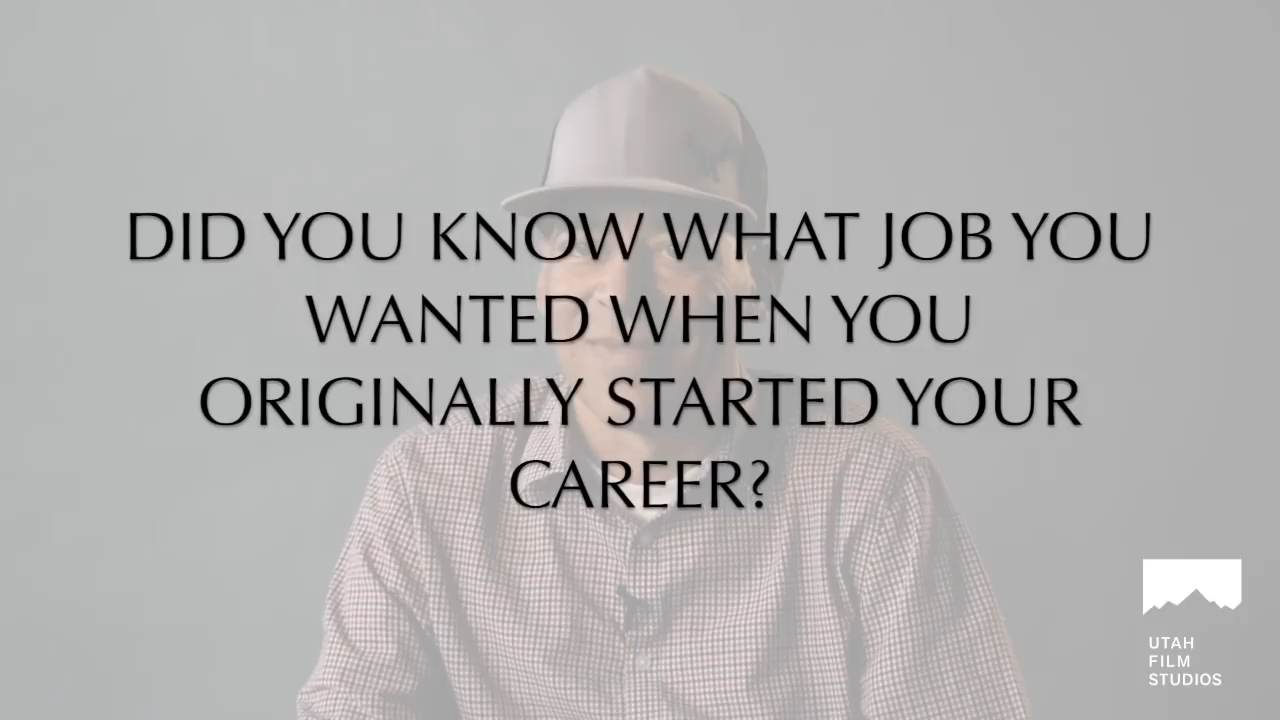 DID YOU KNOW WHAT JOB YOU
WANTED WHEN YOU
ORIGINALLY STARTED YOUR
CAREER?
UTAH
FILM
STUDIOS